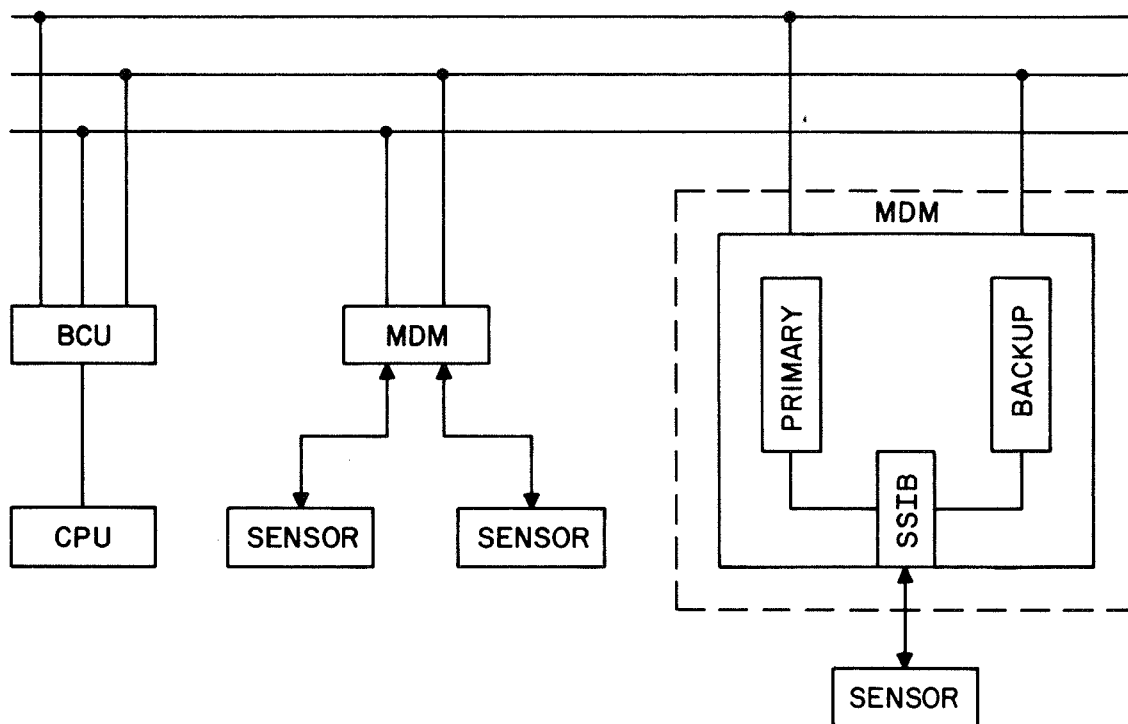 MDM
PRIMARY
BACKUP
BCU
MDM
SSIB
CPU
SENSOR
SENSOR
SENSOR